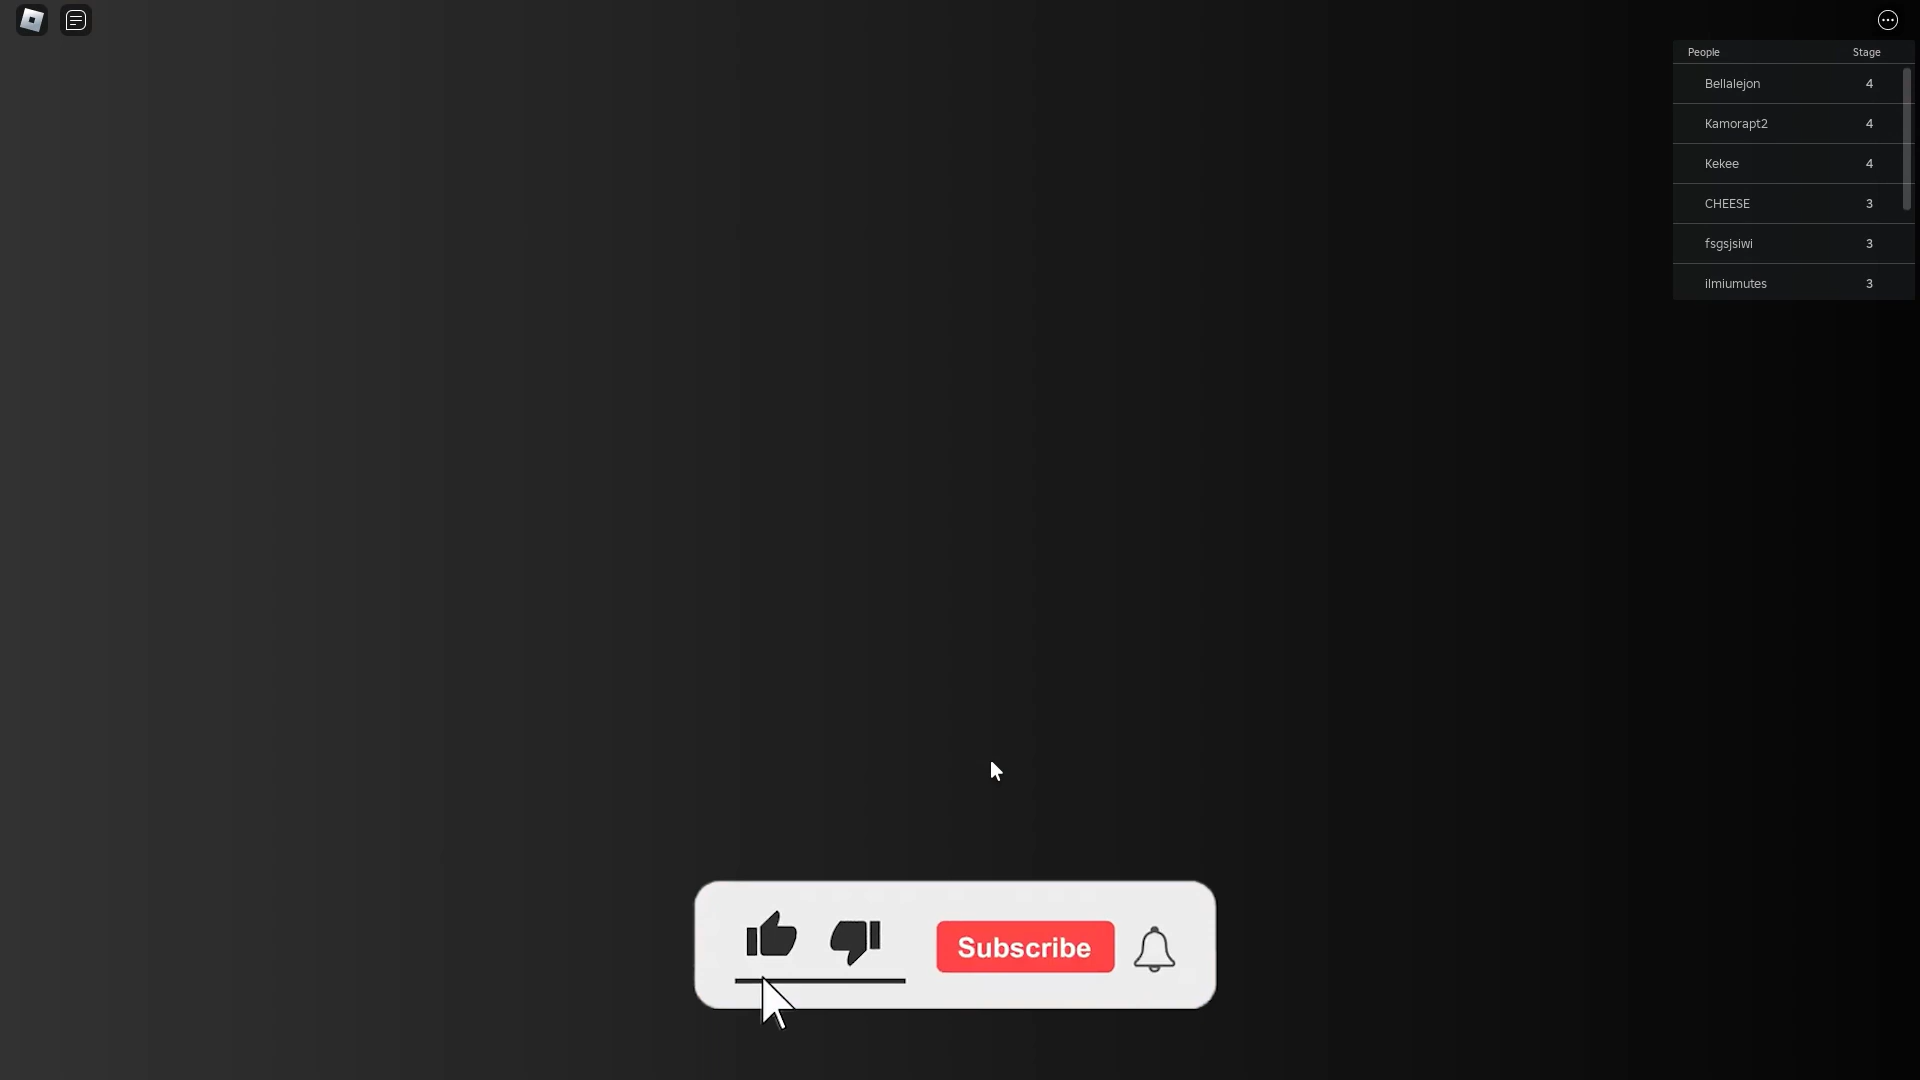 People Stage
Bellalejon 4
Kamorapt2 4
Kekee 4
CHEESE 3
fsgsjsiwi 3
ilmiumutes 3
Subscribe